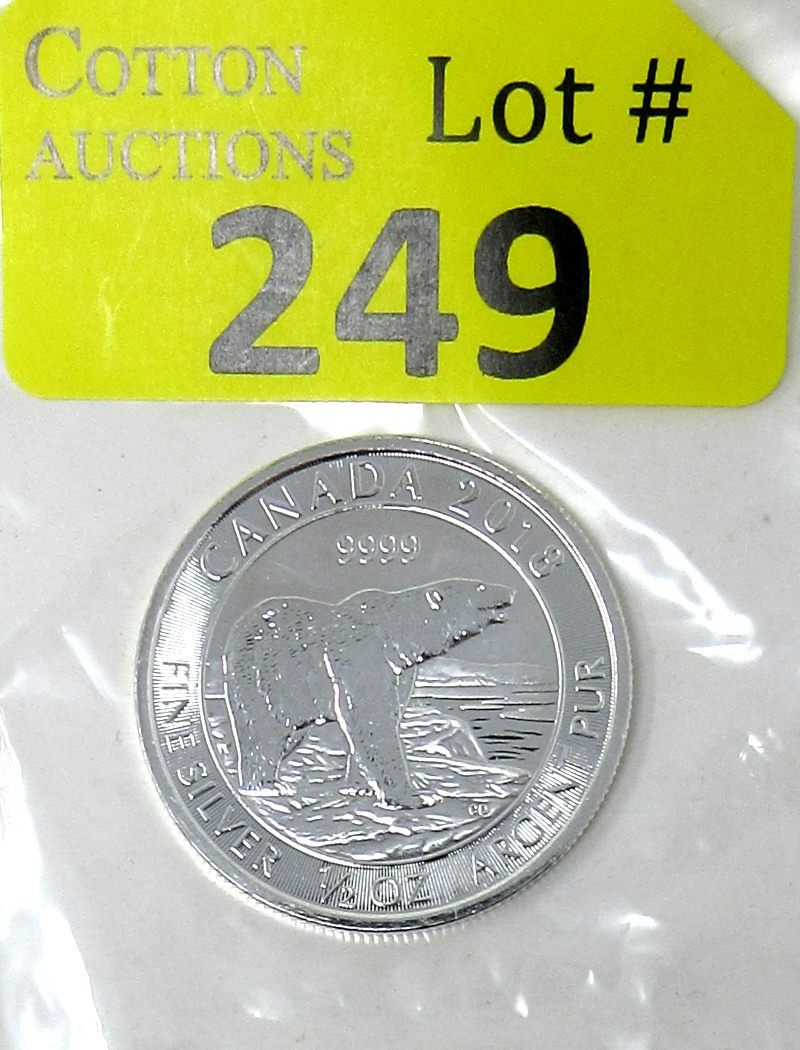 COTTON
AUCTIONS
Lot #
249
CANADA 2018
9999
FINE SILVER 1/2 OZ ARGENT PUR